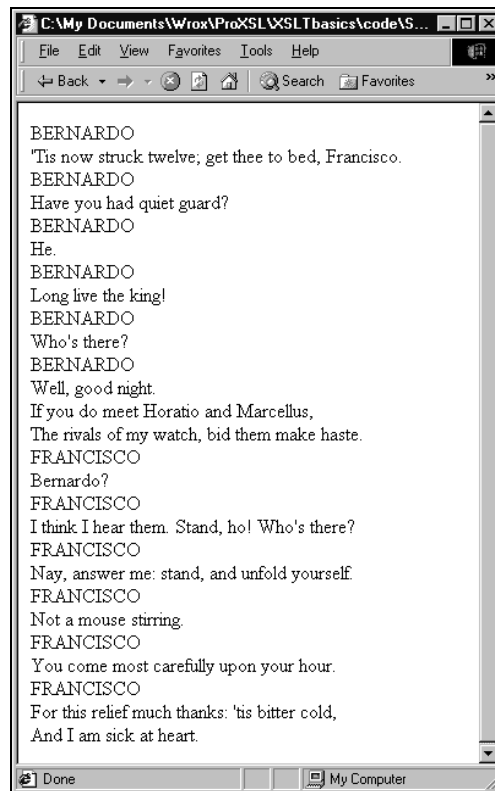 C:\My Documents\Wrox\ProXSL\XSLTbasics\code\S...
File Edit View Favorites Tools Help
Back Search Favorites »
BERNARDO
'Tis now struck twelve; get thee to bed, Francisco.
BERNARDO
Have you had quiet guard?
BERNARDO
He.
BERNARDO
Long live the king!
BERNARDO
Who's there?
BERNARDO
Well, good night.
If you do meet Horatio and Marcellus,
The rivals of my watch, bid them make haste.
FRANCISCO
Bernardo?
FRANCISCO
I think I hear them. Stand, ho! Who's there?
FRANCISCO
Nay, answer me: stand, and unfold yourself.
FRANCISCO
Not a mouse stirring.
FRANCISCO
You come most carefully upon your hour.
FRANCISCO
For this relief much thanks: 'tis bitter cold,
And I am sick at heart.
Done My Computer